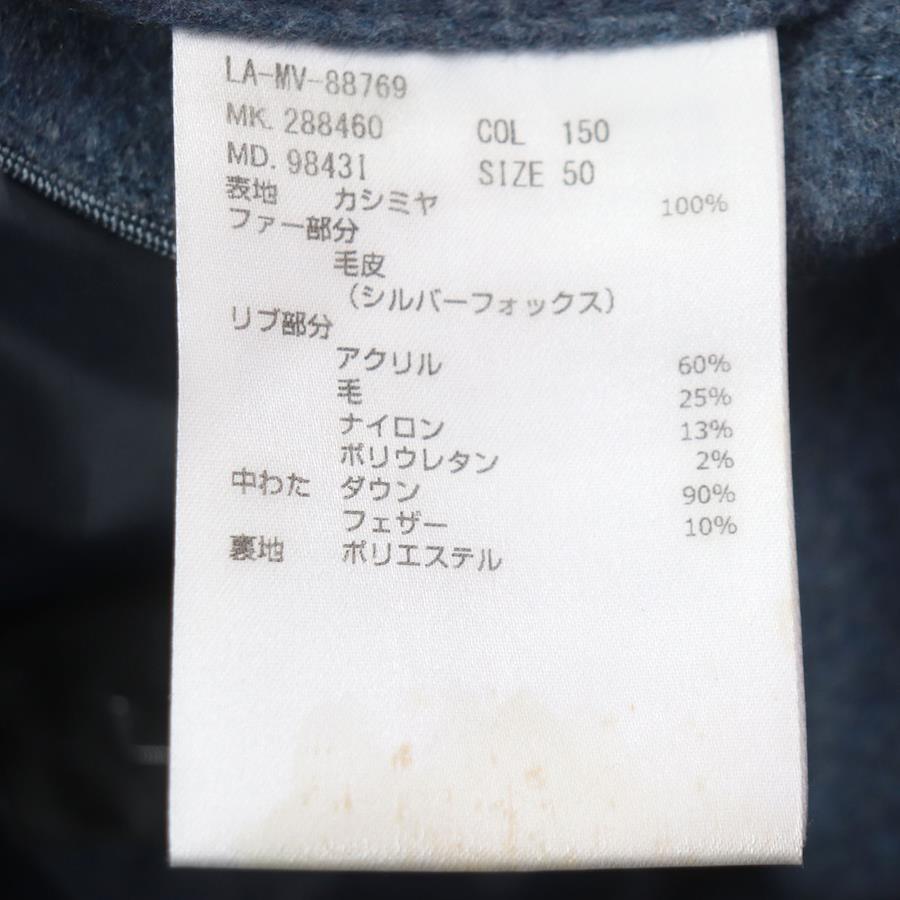 LA-MV-88769
MK. 288460 COL 150
MD. 98431 SIZE 50
表地 カシミヤ 100%
ファー部分
毛皮
（シルバーフォックス）
リブ部分
アクリル 60%
毛 25%
ナイロン 13%
ポリウレタン 2%
中わた ダウン 90%
フェザー 10%
裏地 ポリエステル